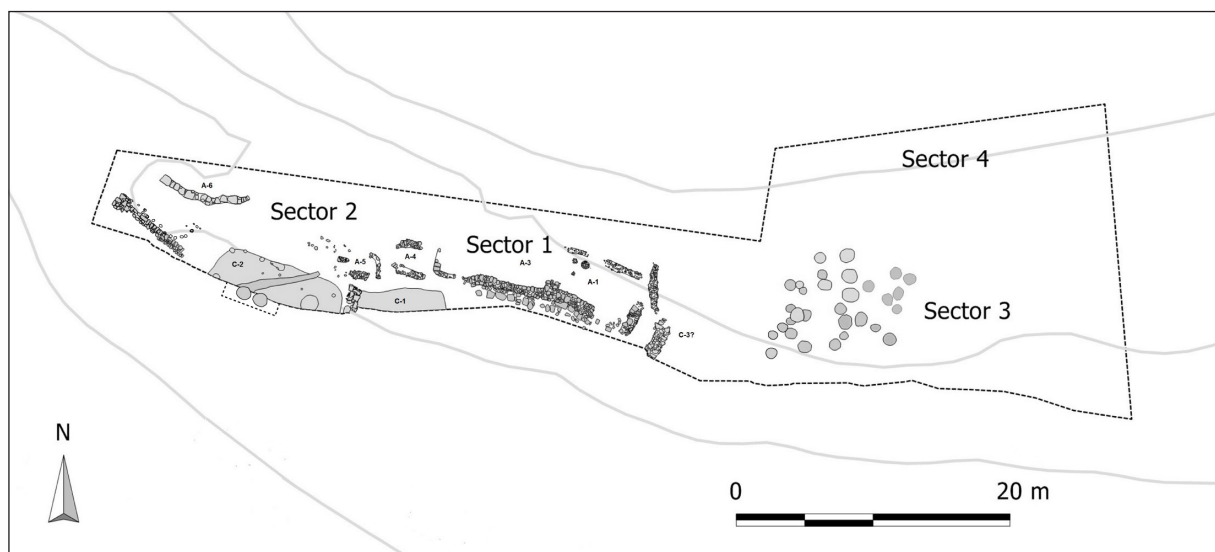 Sector 4
A-6
Sector 2
Sector 1
A-4
A-5
A-3
C-2
A-1
C-1
Sector 3
C-3?
N
0
20 m